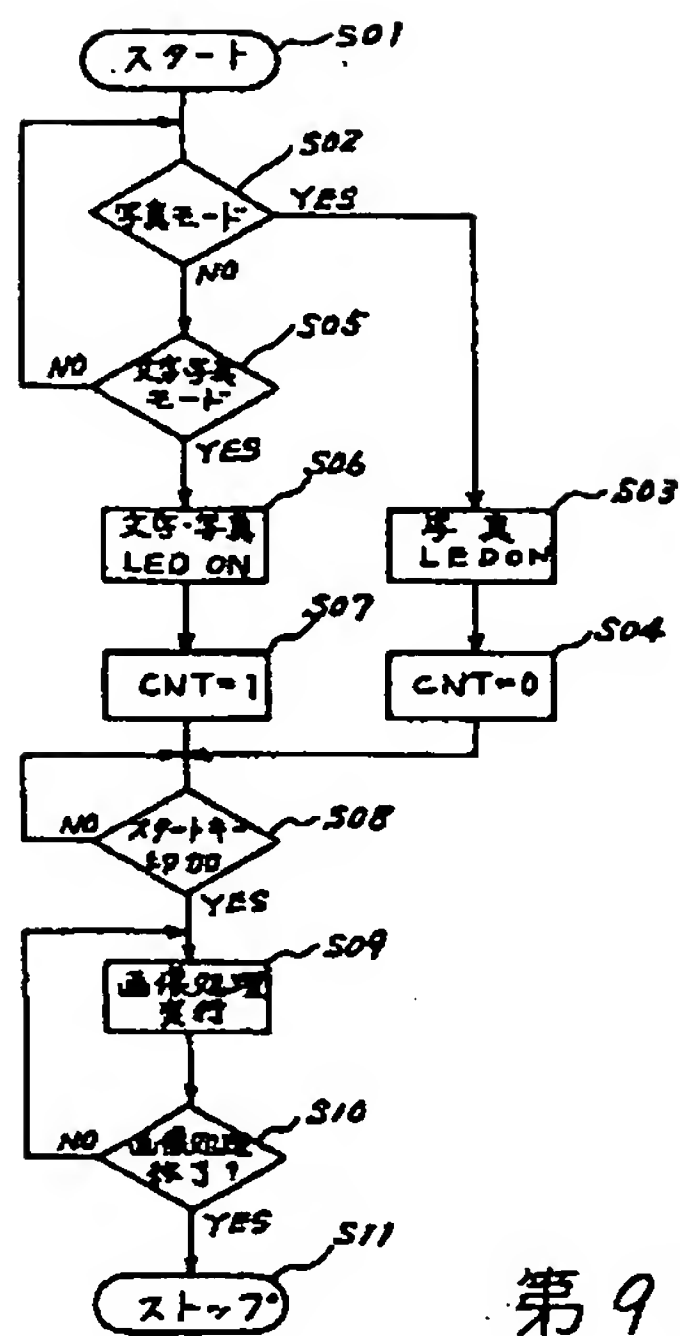 スタート
S01
S02
写真モード
YES
NO
S05
NO
文字・写真
モード
YES
S06
文字・写真
LED ON
S03
写真
LED ON
S07
CNT=1
S04
CNT=0
S08
NO
スタートキー
YES
S09
画像処理
実行
S10
NO
画像処理
終了?
YES
S11
ストップ
第9